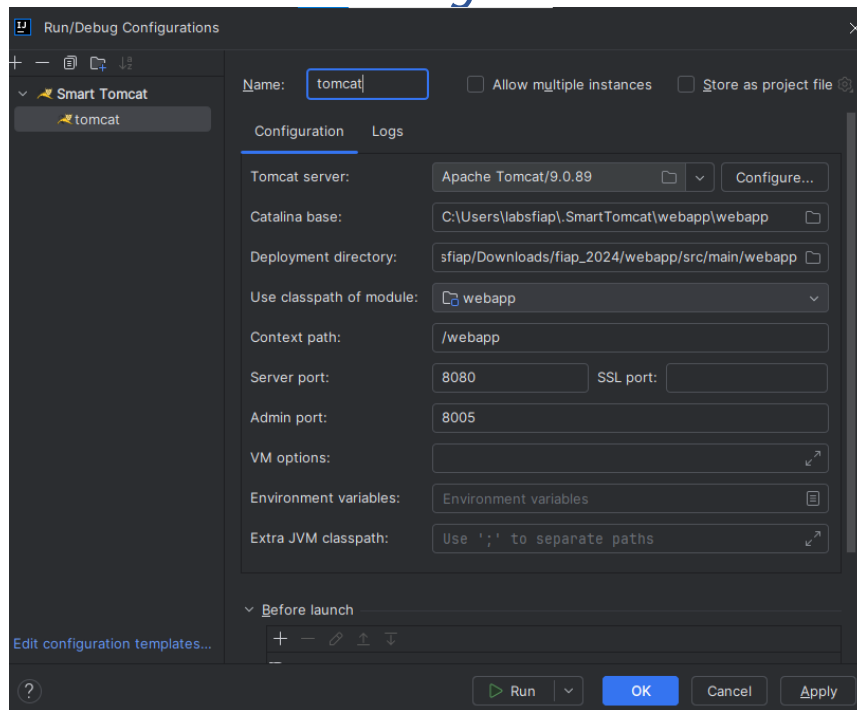 Run/Debug Configurations
Smart Tomcat
tomcat
Name: tomcat Allow multiple instances Store as project file
Configuration Logs
Tomcat server: Apache Tomcat/9.0.89 Configure...
Catalina base: C:\Users\labsfiap\.SmartTomcat\webapp\webapp
Deployment directory: sfiap/Downloads/fiap_2024/webapp/src/main/webapp
Use classpath of module: webapp
Context path: /webapp
Server port: 8080 SSL port:
Admin port: 8005
VM options:
Environment variables: Environment variables
Extra JVM classpath: Use ';' to separate paths
Before launch
Edit configuration templates...
? Run OK Cancel Apply